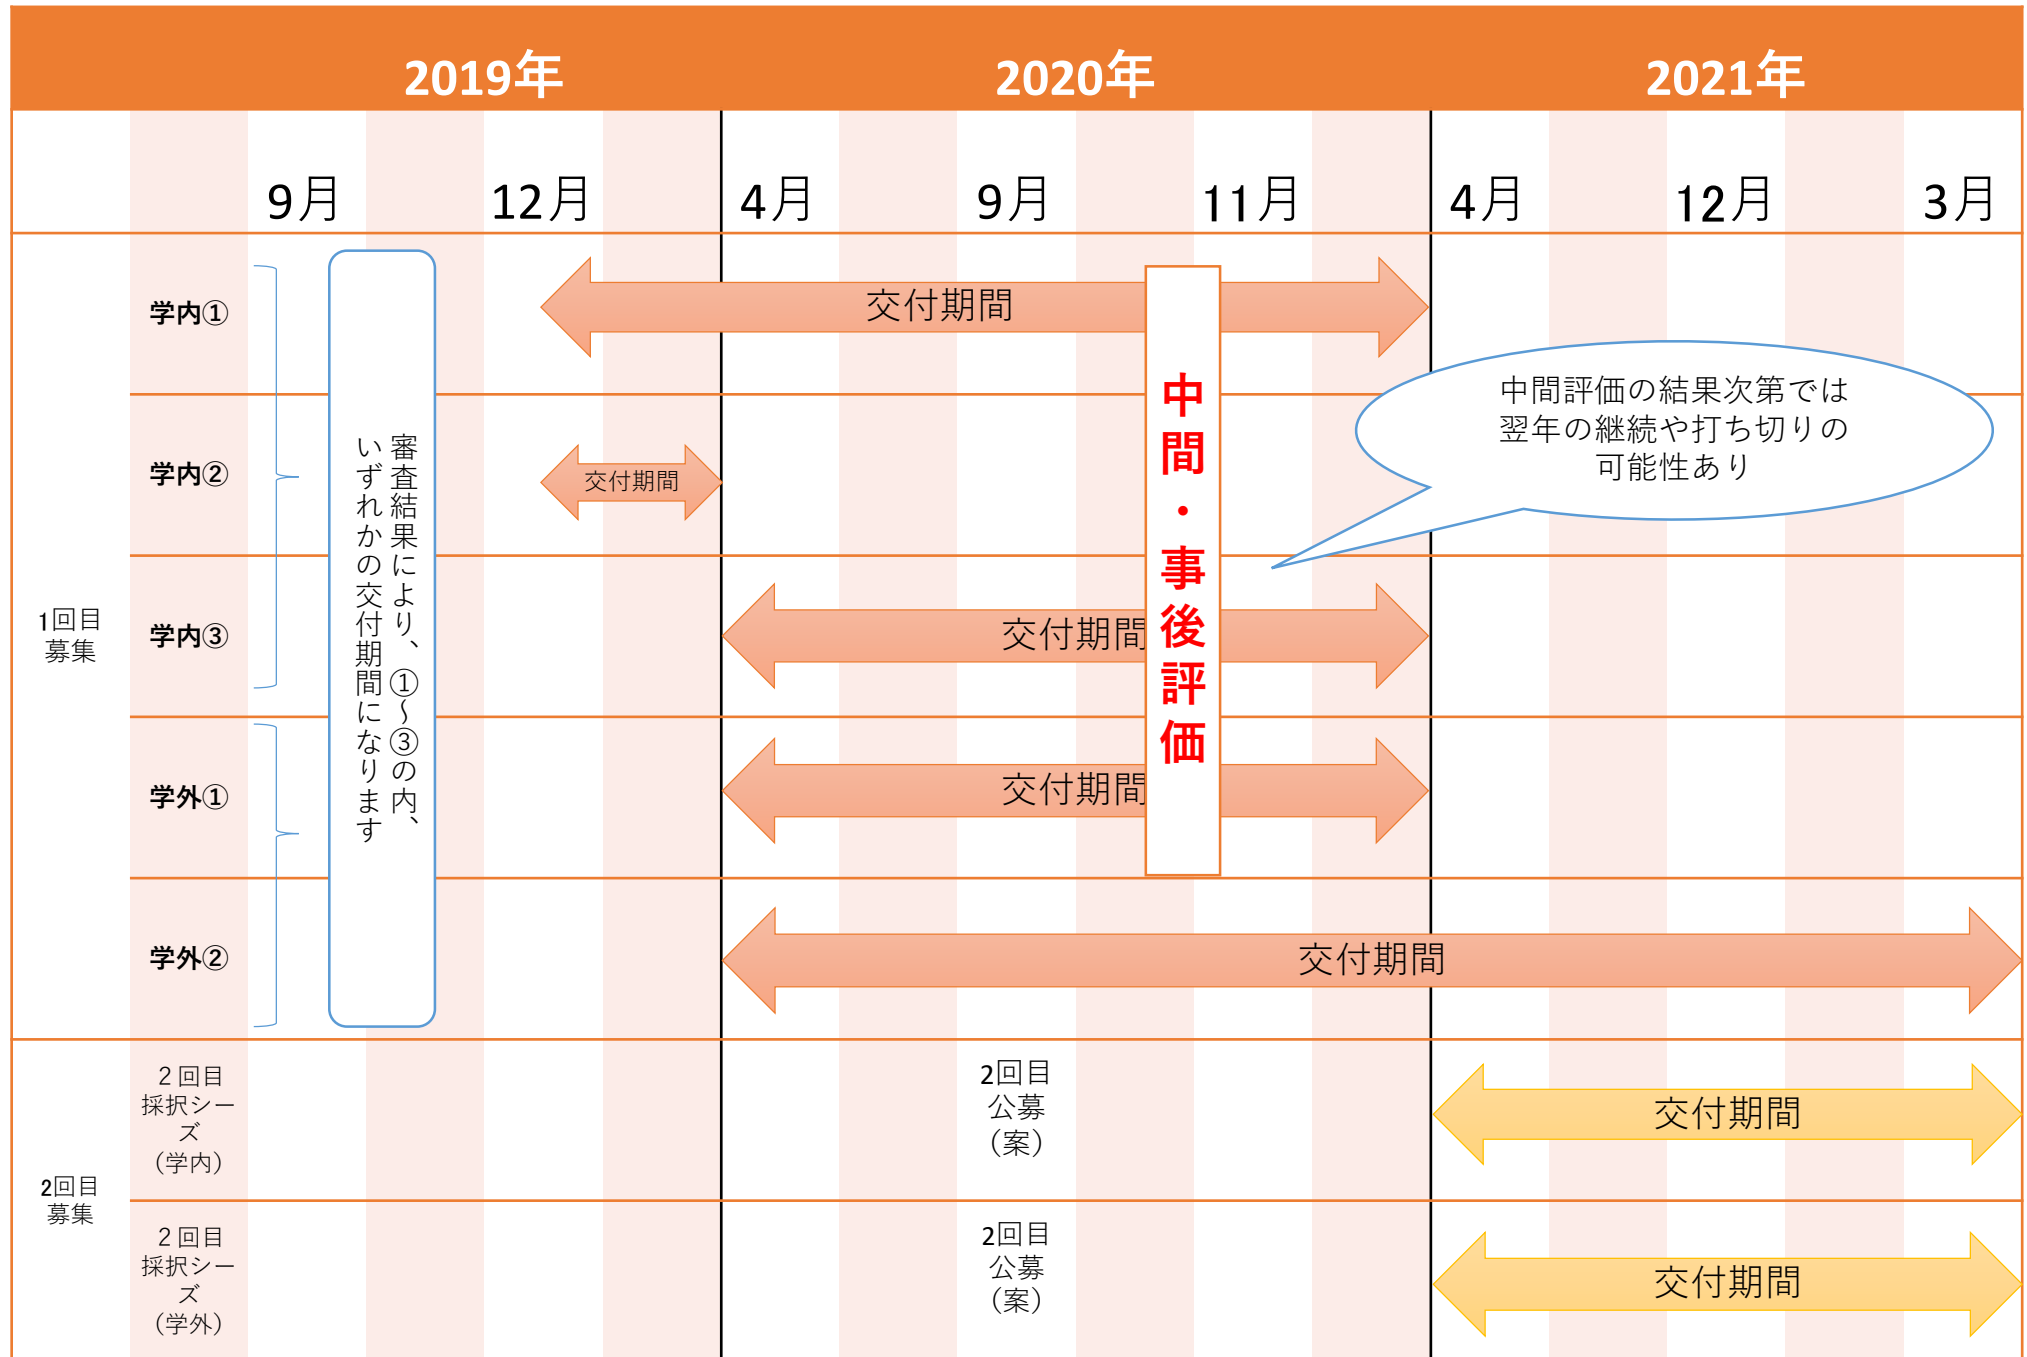 2019年
2020年
2021年
9月
12月
4月
9月
11月
4月
12月
3月
1回目
募集
学内①
学内②
学内③
学外①
学外②
審査結果により、①～③の内、
いずれかの交付期間になります
交付期間
交付期間
交付期間
交付期間
交付期間
中間・事後評価
中間評価の結果次第では
翌年の継続や打ち切りの
可能性あり
2回目
募集
２回目
採択シー
ズ
（学内）
2回目
公募
（案）
交付期間
２回目
採択シー
ズ
（学外）
2回目
公募
（案）
交付期間